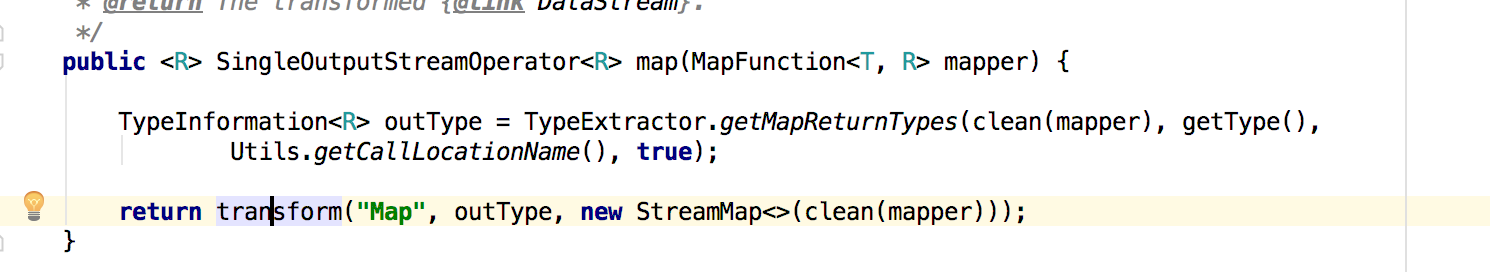 * @return The transformed {@link DataStream}.
*/
public <R> SingleOutputStreamOperator<R> map(MapFunction<T, R> mapper) {
TypeInformation<R> outType = TypeExtractor.getMapReturnTypes(clean(mapper), getType(),
Utils.getCallLocationName(), true);
return transform("Map", outType, new StreamMap<>(clean(mapper)));
}